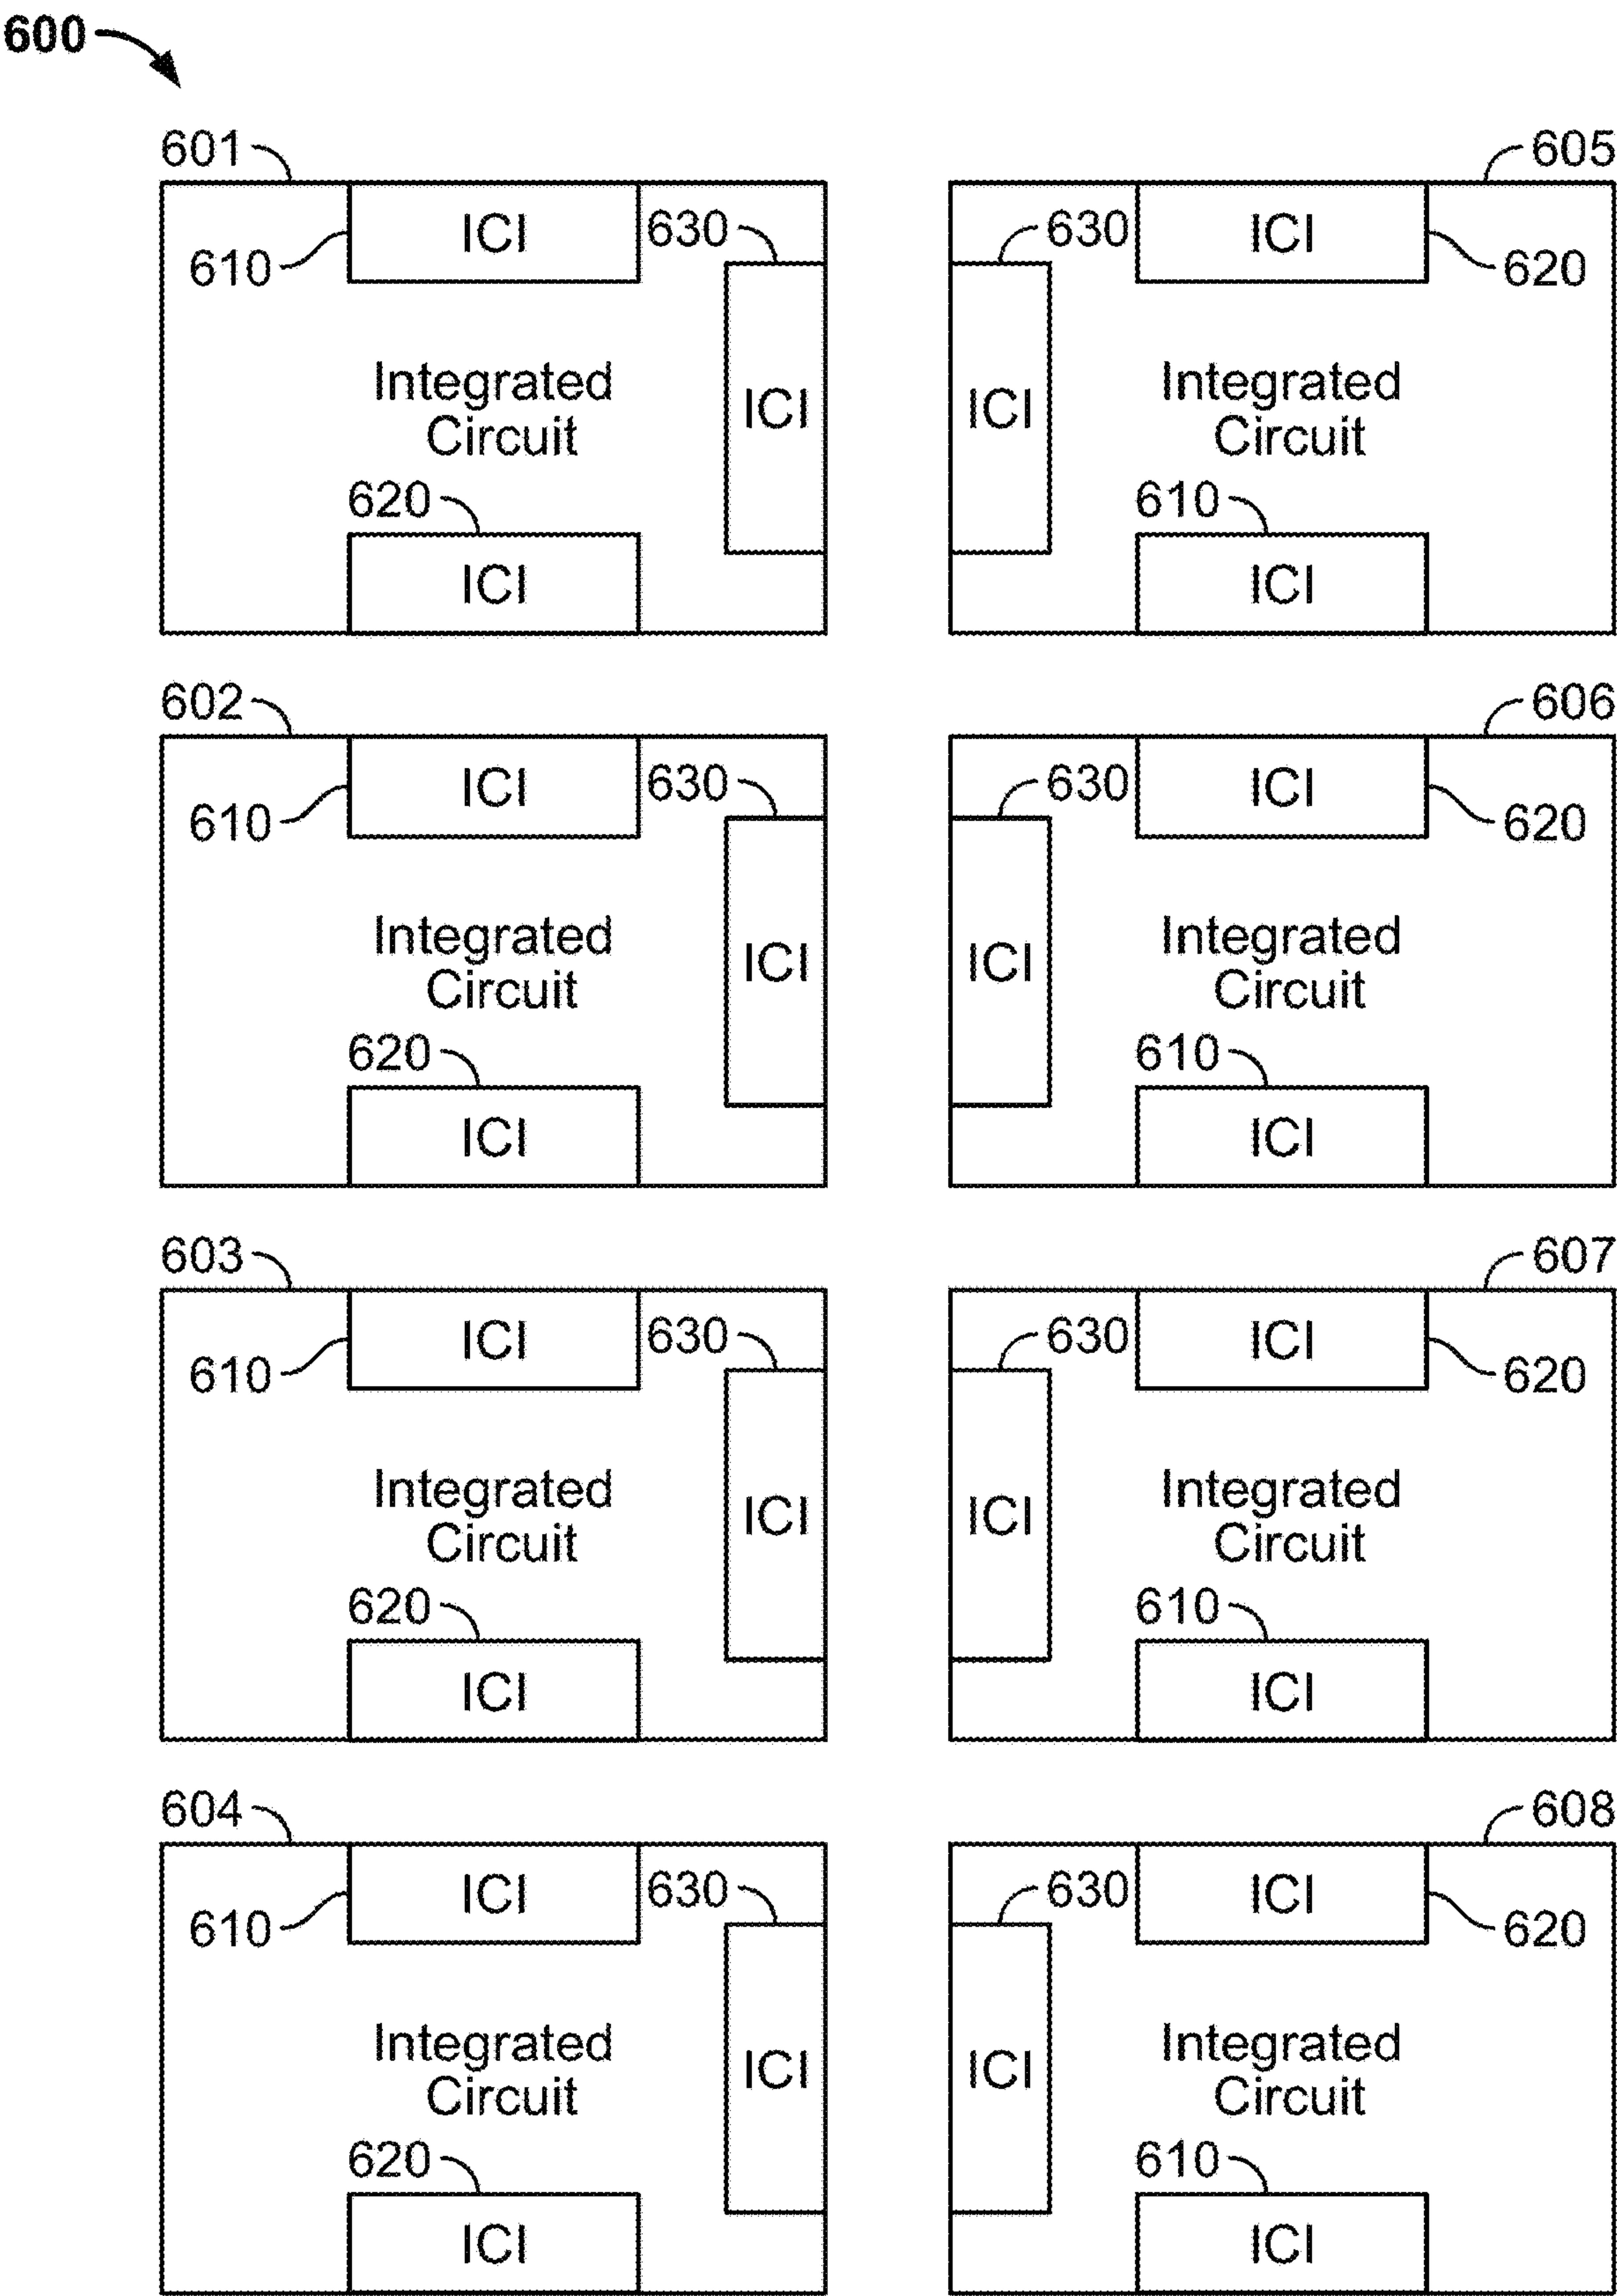 600
601
605
ICI
630
630
ICI
610
620
Integrated
Circuit
ICI
ICI
Integrated
Circuit
620
610
ICI
ICI
602
606
ICI
630
630
ICI
610
620
Integrated
Circuit
ICI
ICI
Integrated
Circuit
620
610
ICI
ICI
603
607
ICI
630
630
ICI
610
620
Integrated
Circuit
ICI
ICI
Integrated
Circuit
620
610
ICI
ICI
604
608
ICI
630
630
ICI
610
620
Integrated
Circuit
ICI
ICI
Integrated
Circuit
620
610
ICI
ICI